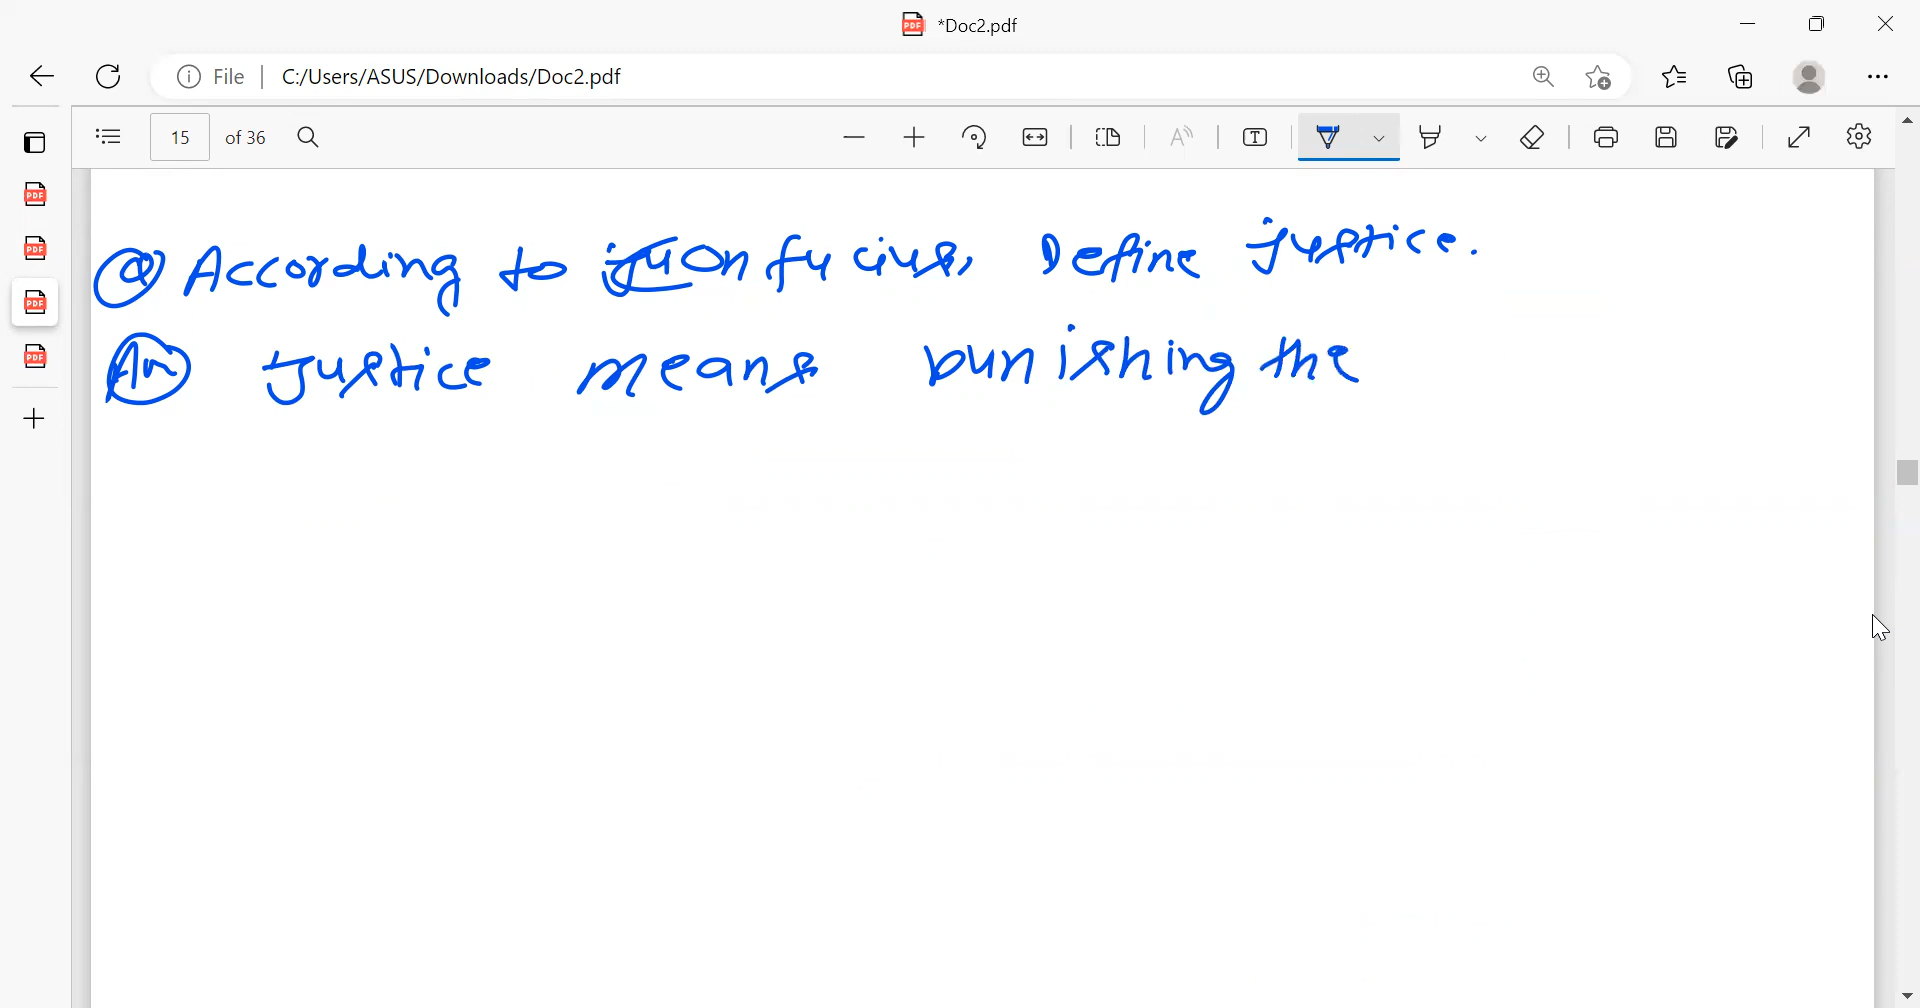 *Doc2.pdf
File | C:/Users/ASUS/Downloads/Doc2.pdf
15 of 36
Q According to Confucius, Define justice.
An Justice means punishing the